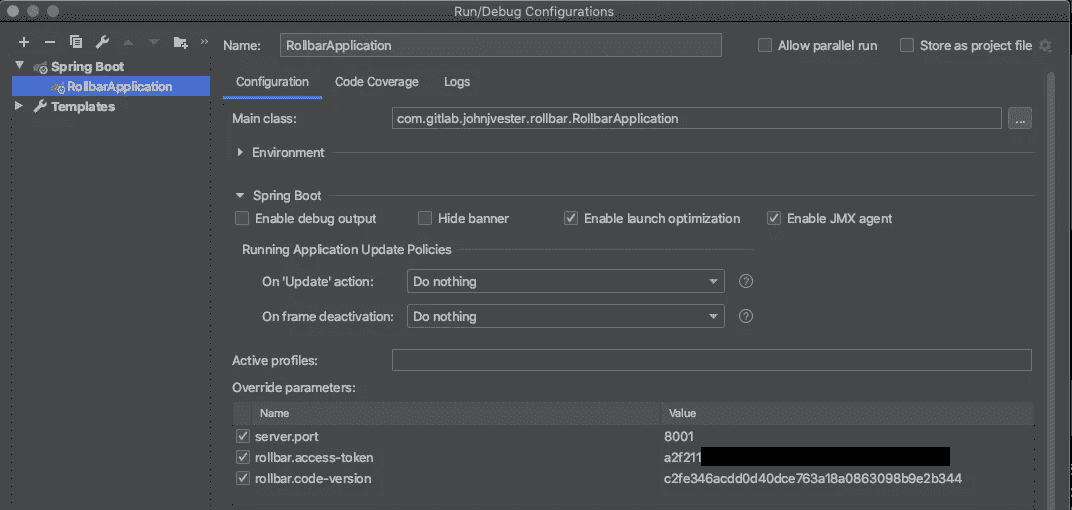 Run/Debug Configurations
Name: RollbarApplication Allow parallel run Store as project file
Spring Boot
RollbarApplication
Templates
Configuration Code Coverage Logs
Main class: com.gitlab.johnjvester.rollbar.RollbarApplication ...
Environment
Spring Boot
Enable debug output Hide banner Enable launch optimization Enable JMX agent
Running Application Update Policies
On 'Update' action: Do nothing ?
On frame deactivation: Do nothing ?
Active profiles:
Override parameters:
Name Value
server.port 8001
rollbar.access-token a2f211
rollbar.code-version c2fe346acdd0d40dce763a18a0863098b9e2b344